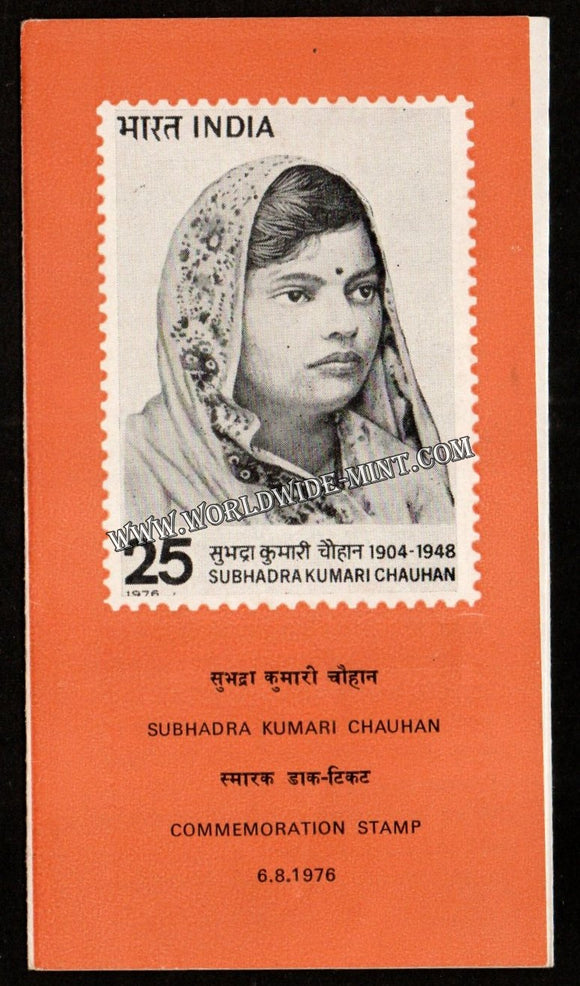 भारत INDIA
WWW.WORLDWIDE-MINT.COM
25 सुभद्रा कुमारी चौहान 1904-1948
SUBHADRA KUMARI CHAUHAN
1976
सुभद्रा कुमारी चौहान
SUBHADRA KUMARI CHAUHAN
स्मारक डाक-टिकट
COMMEMORATION STAMP
6.8.1976